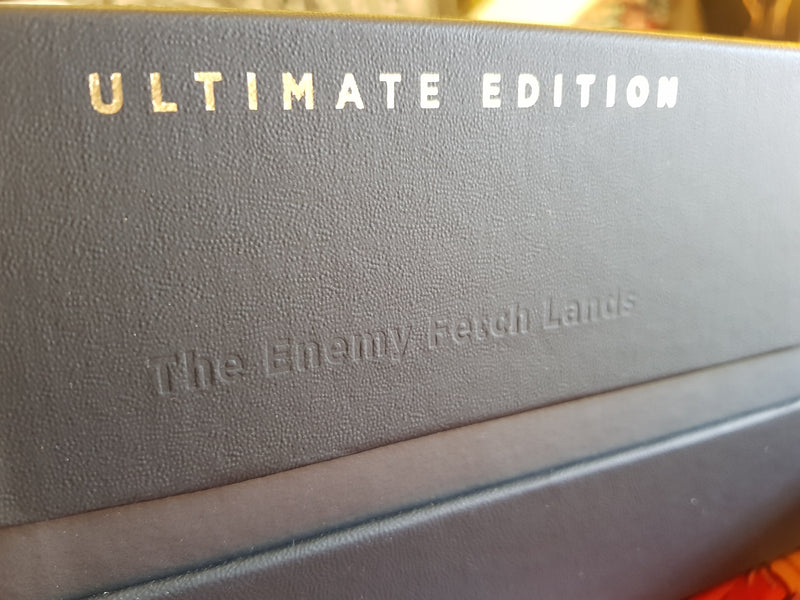 ULTIMATE EDITION
The Enemy Fetch Lands